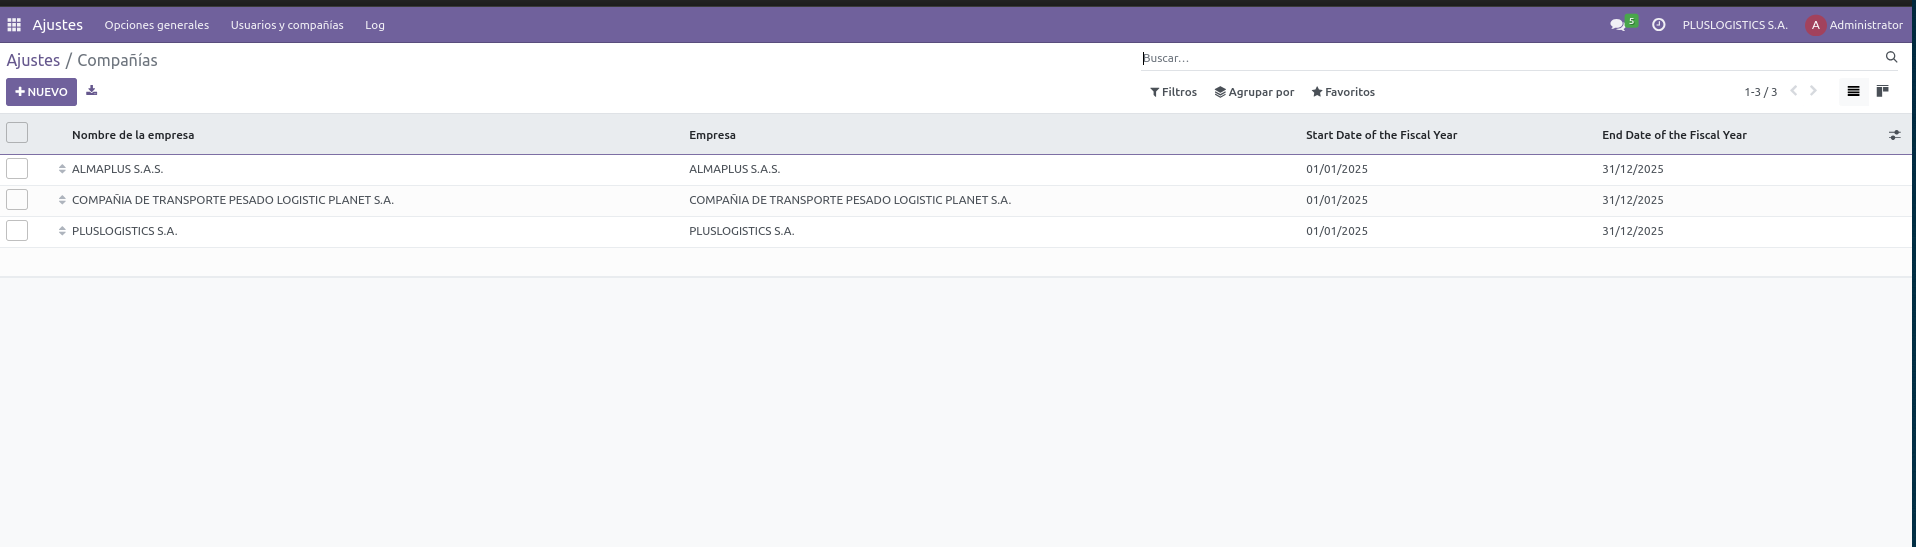 Ajustes Opciones generales Usuarios y compañías Log 5 PLUSLOGISTICS S.A. A Administrator
Ajustes / Compañías Buscar...
NUEVO Filtros Agrupar por Favoritos 1-3 / 3
Nombre de la empresa Empresa Start Date of the Fiscal Year End Date of the Fiscal Year
ALMAPLUS S.A.S. ALMAPLUS S.A.S. 01/01/2025 31/12/2025
COMPAÑIA DE TRANSPORTE PESADO LOGISTIC PLANET S.A. COMPAÑIA DE TRANSPORTE PESADO LOGISTIC PLANET S.A. 01/01/2025 31/12/2025
PLUSLOGISTICS S.A. PLUSLOGISTICS S.A. 01/01/2025 31/12/2025